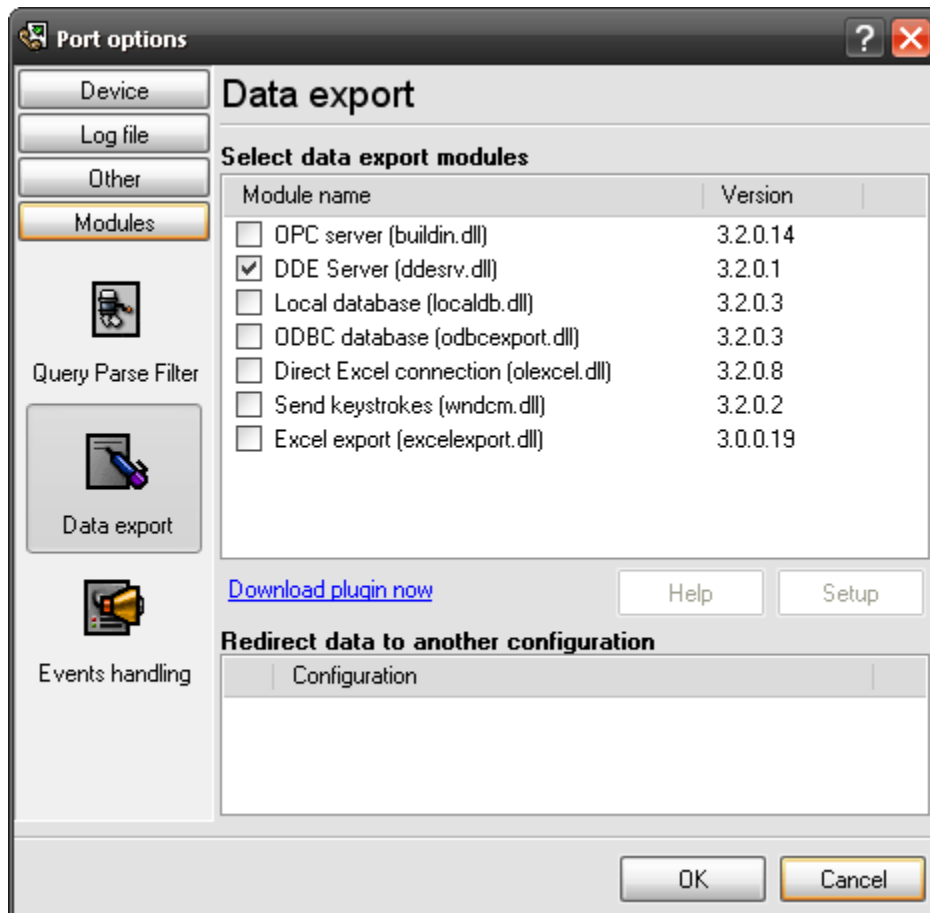 Port options
Device
Log file
Other
Modules
Query Parse Filter
Data export
Events handling
Data export
Select data export modules
Module name Version
OPC server (buildin.dll) 3.2.0.14
DDE Server (ddesrv.dll) 3.2.0.1
Local database (localdb.dll) 3.2.0.3
ODBC database (odbcexport.dll) 3.2.0.3
Direct Excel connection (olexcel.dll) 3.2.0.8
Send keystrokes (wndcm.dll) 3.2.0.2
Excel export (excelexport.dll) 3.0.0.19
Download plugin now Help Setup
Redirect data to another configuration
Configuration
OK Cancel